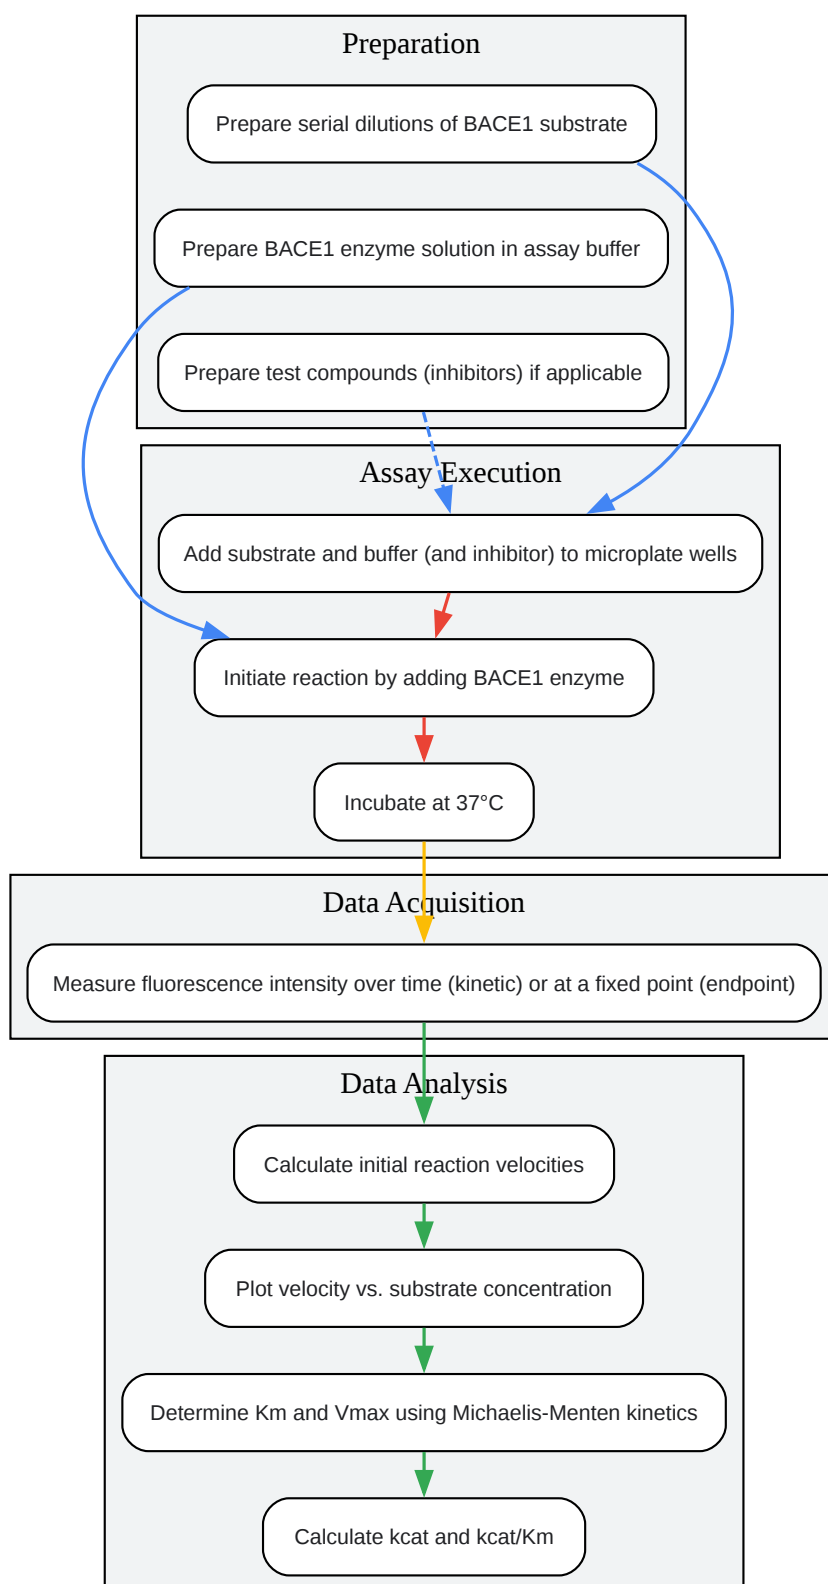 Preparation
Prepare serial dilutions of BACE1 substrate
Prepare BACE1 enzyme solution in assay buffer
Prepare test compounds (inhibitors) if applicable
Assay Execution
Add substrate and buffer (and inhibitor) to microplate wells
Initiate reaction by adding BACE1 enzyme
Incubate at 37°C
Data Acquisition
Measure fluorescence intensity over time (kinetic) or at a fixed point (endpoint)
Data Analysis
Calculate initial reaction velocities
Plot velocity vs. substrate concentration
Determine Km and Vmax using Michaelis-Menten kinetics
Calculate kcat and kcat/Km